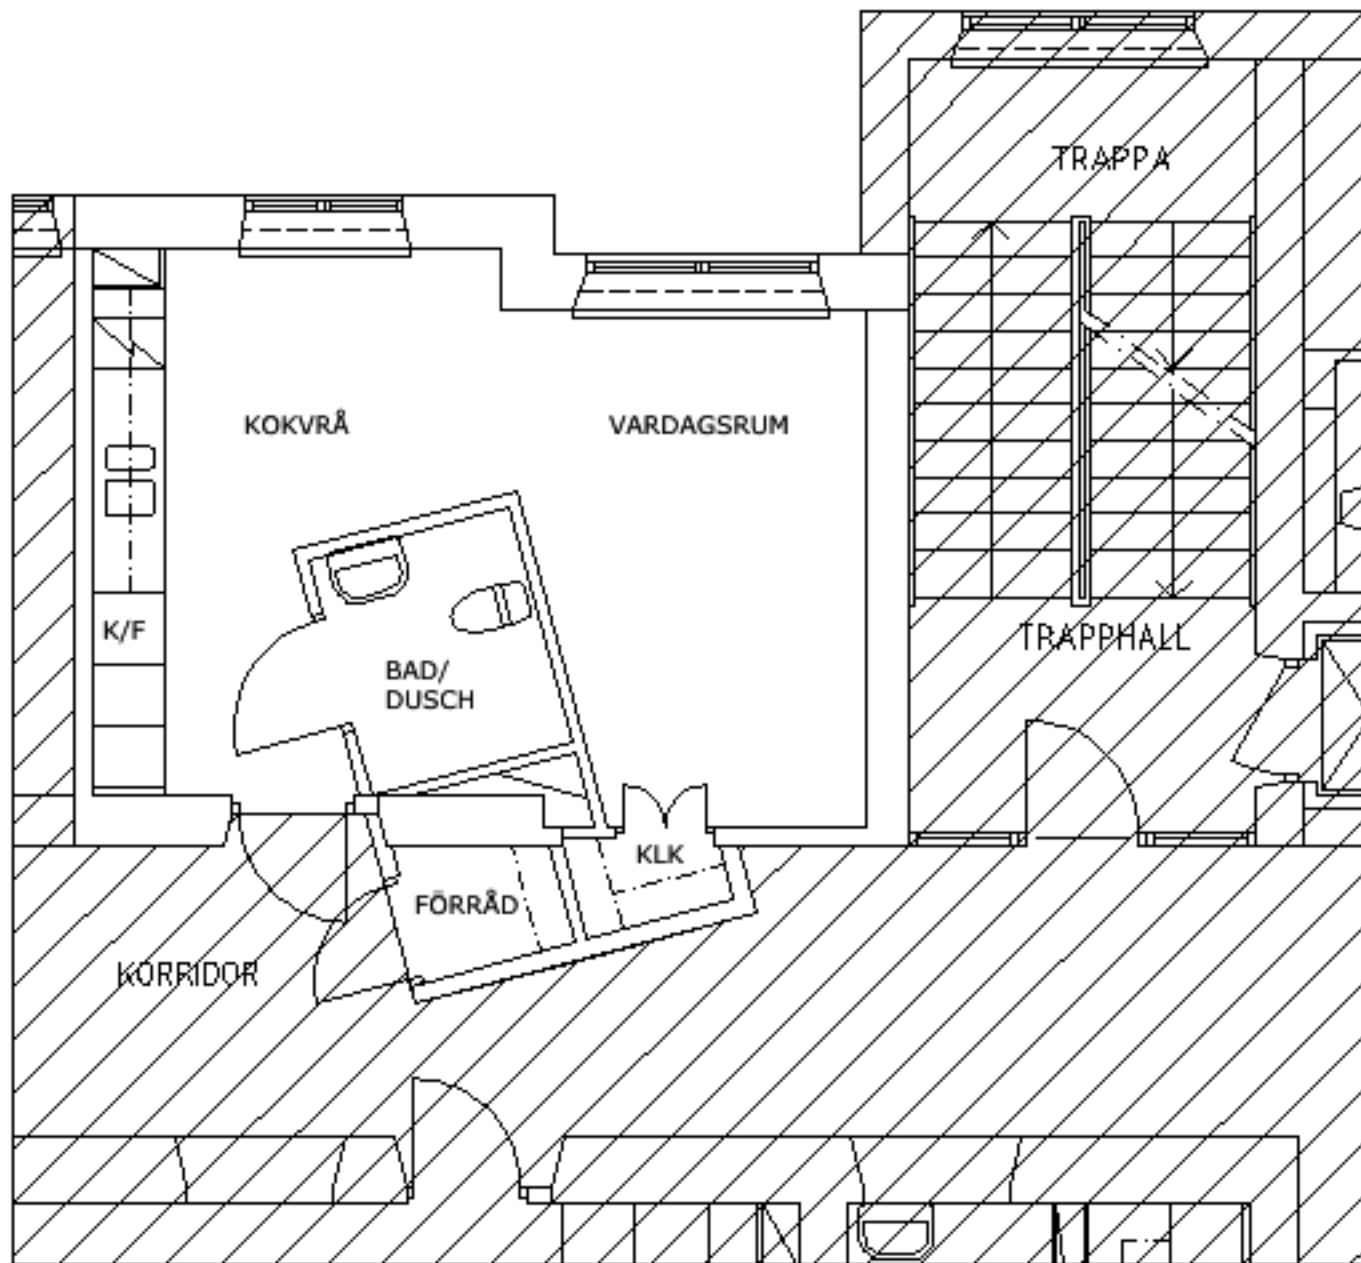 TRAPPA
KOKVRÅ
VARDAGSRUM
K/F
TRAPPHALL
BAD/
DUSCH
KLK
FÖRRÅD
KORRIDOR